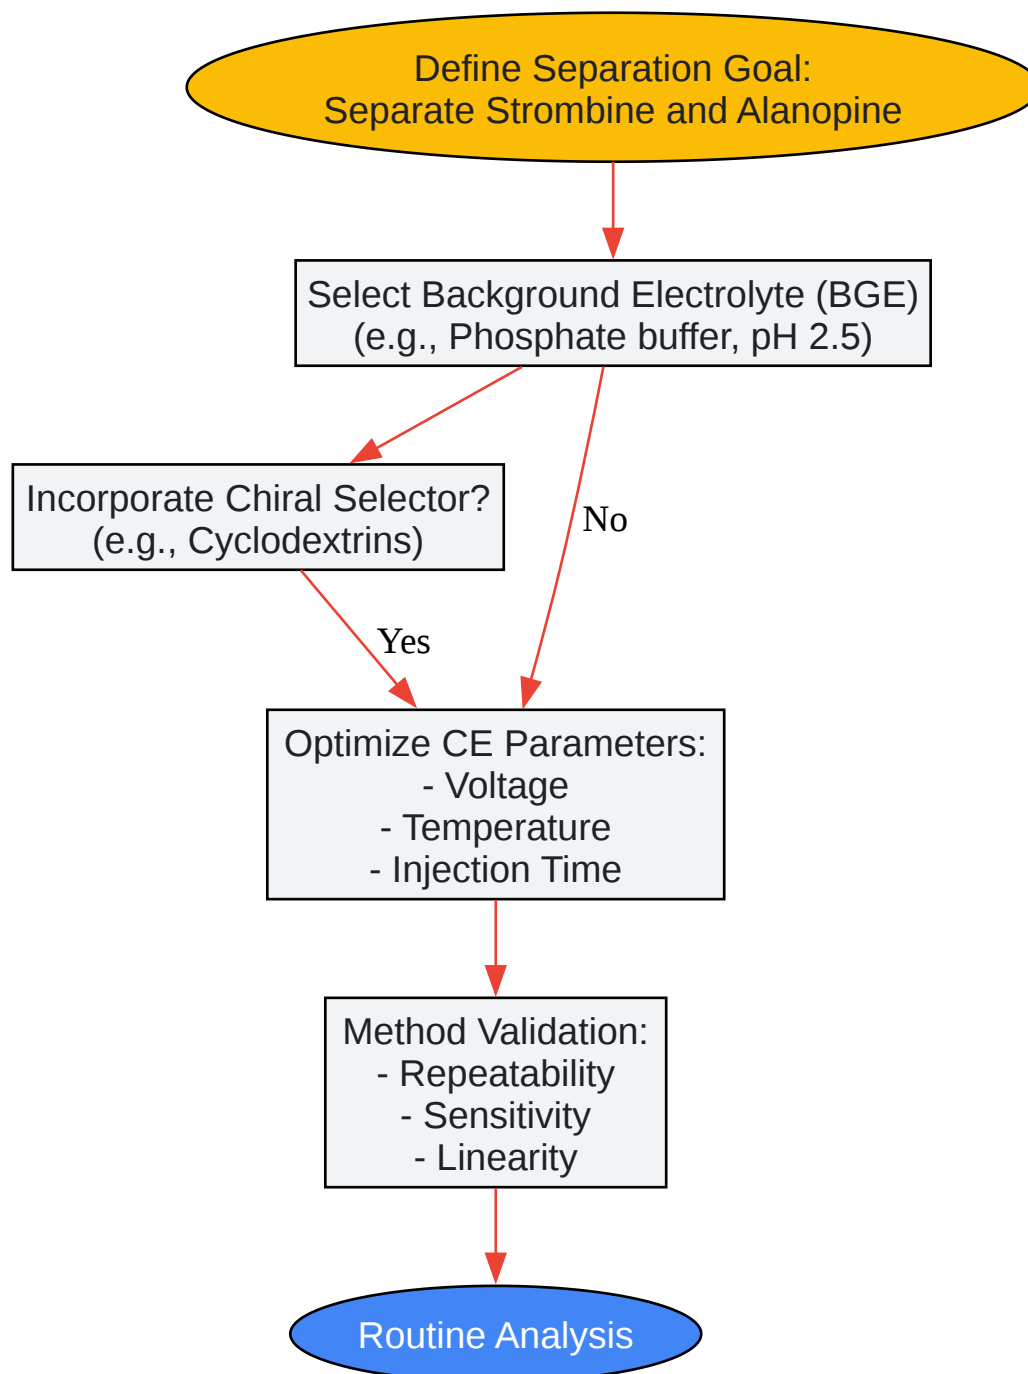 Define Separation Goal:
Separate Strombine and Alanopine
Select Background Electrolyte (BGE)
(e.g., Phosphate buffer, pH 2.5)
Incorporate Chiral Selector?
(e.g., Cyclodextrins)
No
Yes
Optimize CE Parameters:
- Voltage
- Temperature
- Injection Time
Method Validation:
- Repeatability
- Sensitivity
- Linearity
Routine Analysis